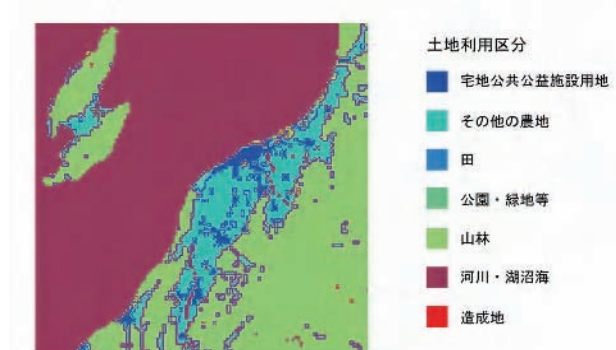 土地利用区分
宅地公共公益施設用地
その他の農地
田
公園・緑地等
山林
河川・湖沼海
造成地